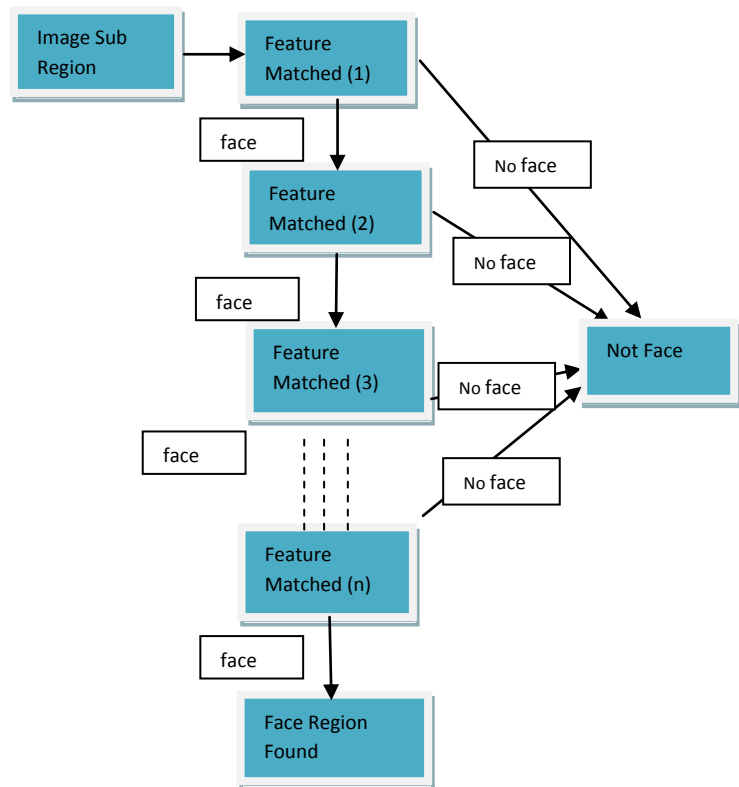 Image Sub
Region
Feature
Matched (1)
face
No face
Feature
Matched (2)
No face
face
Feature
Matched (3)
Not Face
No face
face
No face
Feature
Matched (n)
face
Face Region
Found